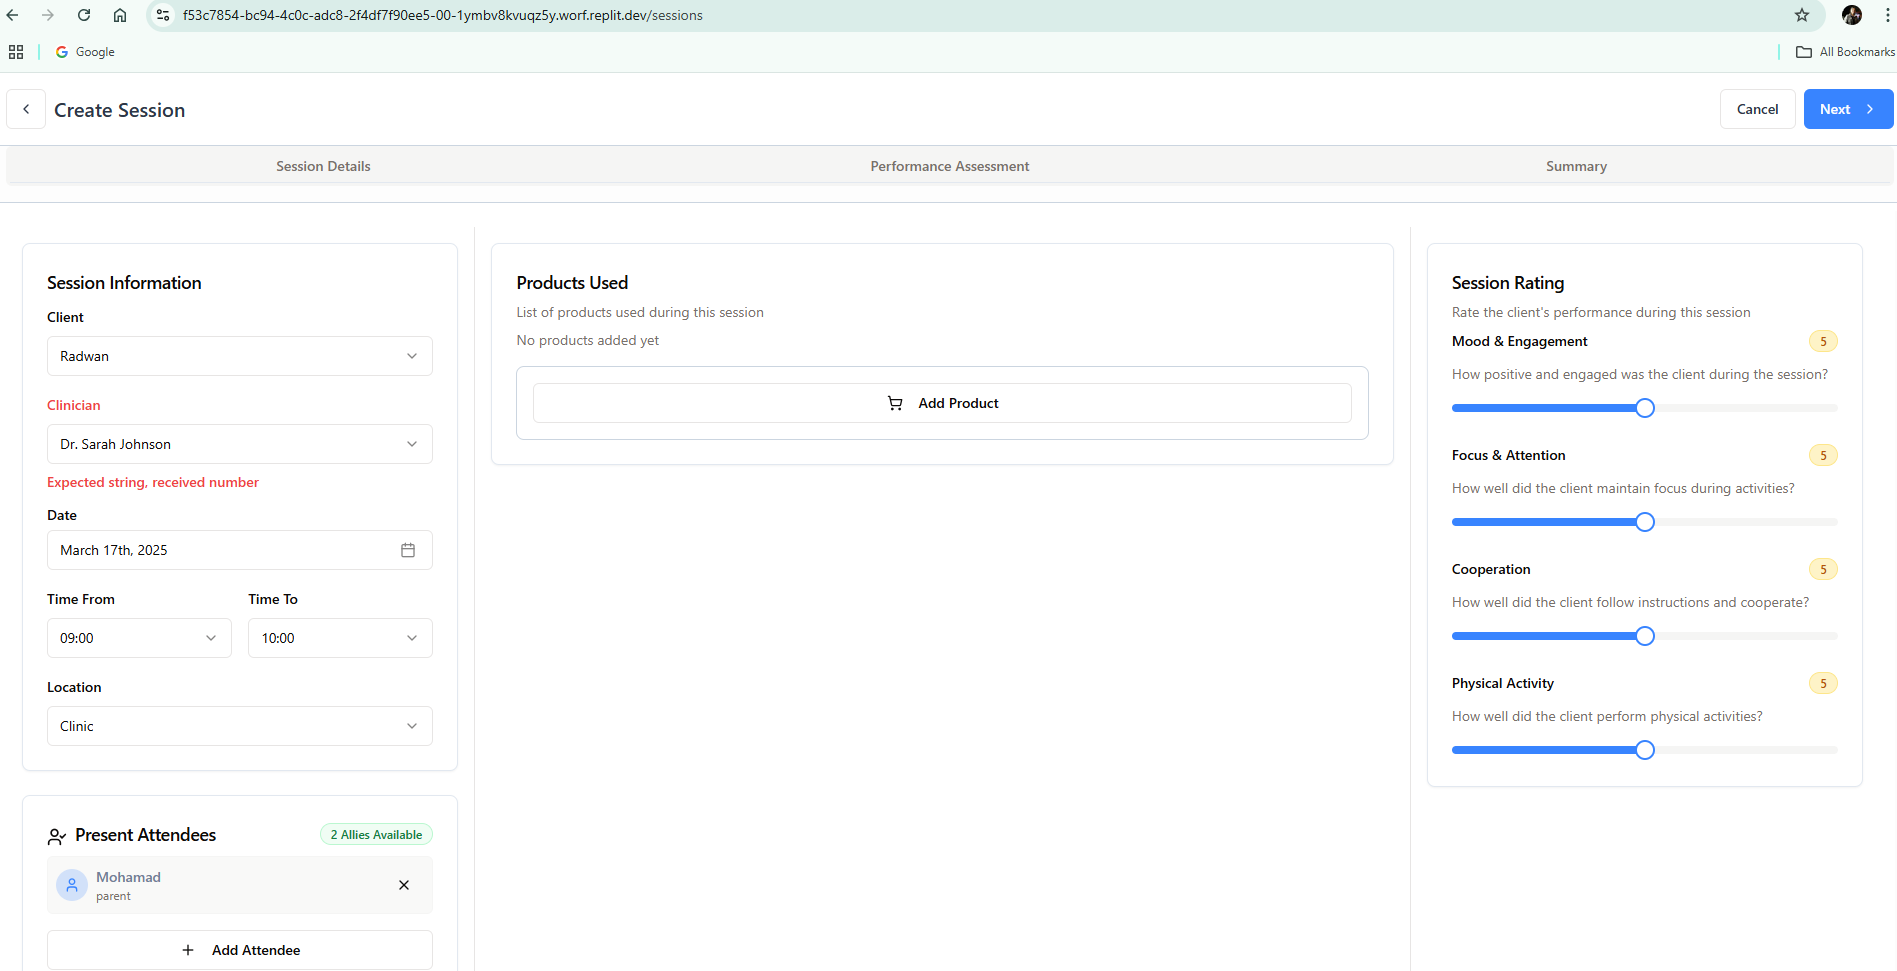 f53c7854-bc94-4c0c-adc8-2f4df7f90ee5-00-1ymbv8kvuqz5y.worf.replit.dev/sessions
Google
All Bookmarks
Create Session
Cancel
Next
Session Details
Performance Assessment
Summary
Session Information
Client
Radwan
Clinician
Dr. Sarah Johnson
Expected string, received number
Date
March 17th, 2025
Time From
Time To
09:00
10:00
Location
Clinic
Present Attendees
2 Allies Available
Mohamad
parent
Add Attendee
Products Used
List of products used during this session
No products added yet
Add Product
Session Rating
Rate the client's performance during this session
Mood & Engagement
5
How positive and engaged was the client during the session?
Focus & Attention
5
How well did the client maintain focus during activities?
Cooperation
5
How well did the client follow instructions and cooperate?
Physical Activity
5
How well did the client perform physical activities?